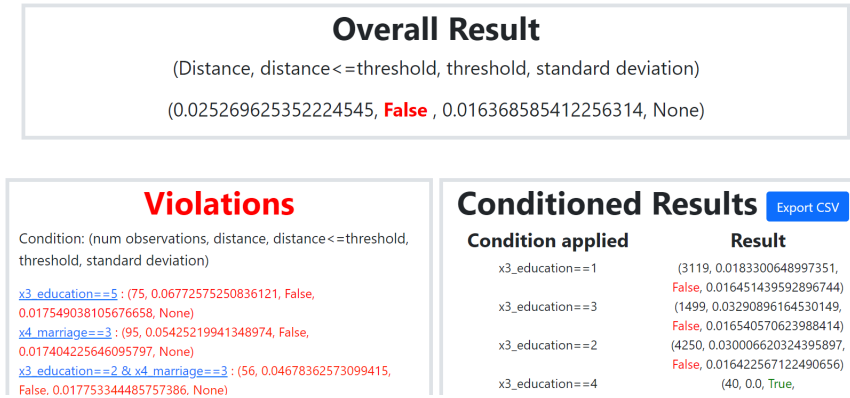 Overall Result
(Distance, distance<=threshold, threshold, standard deviation)
(0.025269625352224545, False , 0.016368585412256314, None)
Violations
Condition: (num observations, distance, distance<=threshold,
threshold, standard deviation)
x3_education==5 : (75, 0.06772575250836121, False,
0.017549038105676658, None)
x4_marriage==3 : (95, 0.05425219941348974, False,
0.017404225646095797, None)
x3_education==2 & x4_marriage==3 : (56, 0.04678362573099415,
False, 0.017753344485757386, None)
Conditioned Results
Export CSV
Condition applied Result
x3_education==1 (3119, 0.0183300648997351,
False, 0.016451439592896744)
x3_education==3 (1499, 0.03290896164530149,
False, 0.016540570623988414)
x3_education==2 (4250, 0.030006620324395897,
False, 0.016422567122490656)
x3_education==4 (40, 0.0, True,